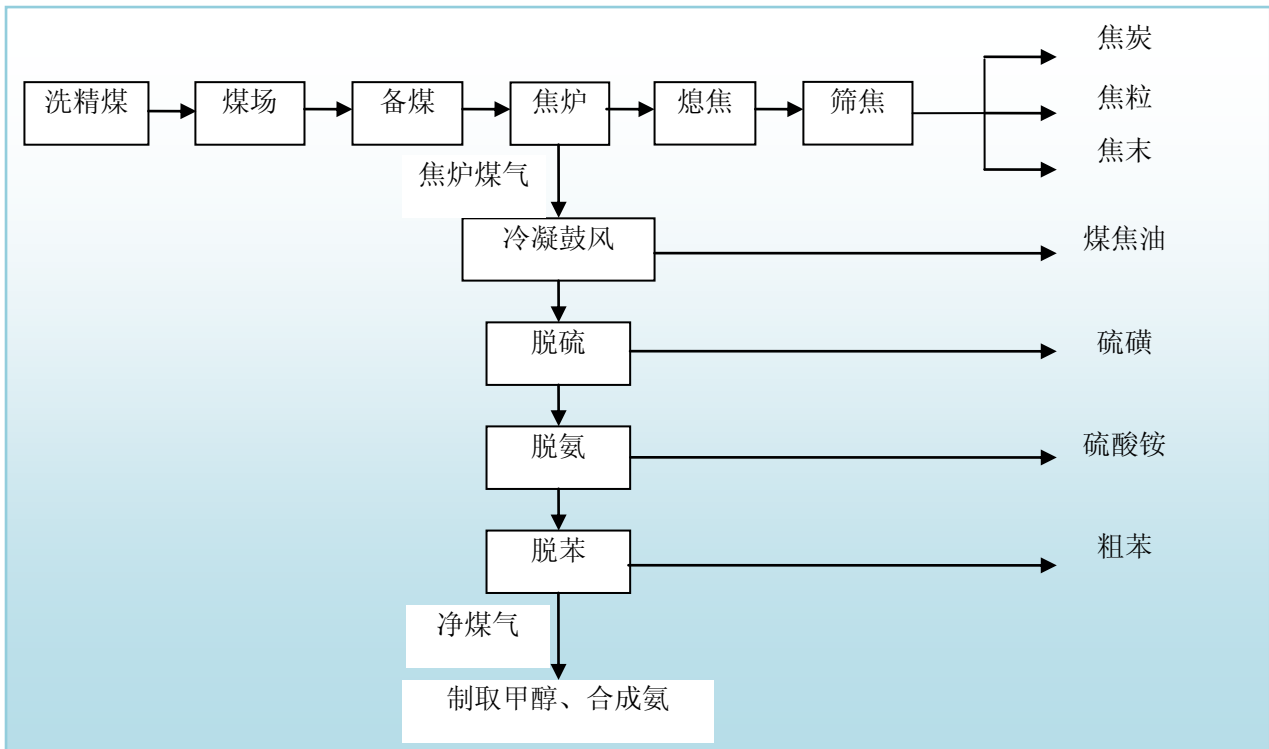 洗精煤
煤场
备煤
焦炉
熄焦
筛焦
焦炭
焦粒
焦末
焦炉煤气
冷凝鼓风
煤焦油
脱硫
硫磺
脱氨
硫酸铵
脱苯
粗苯
净煤气
制取甲醇、合成氨